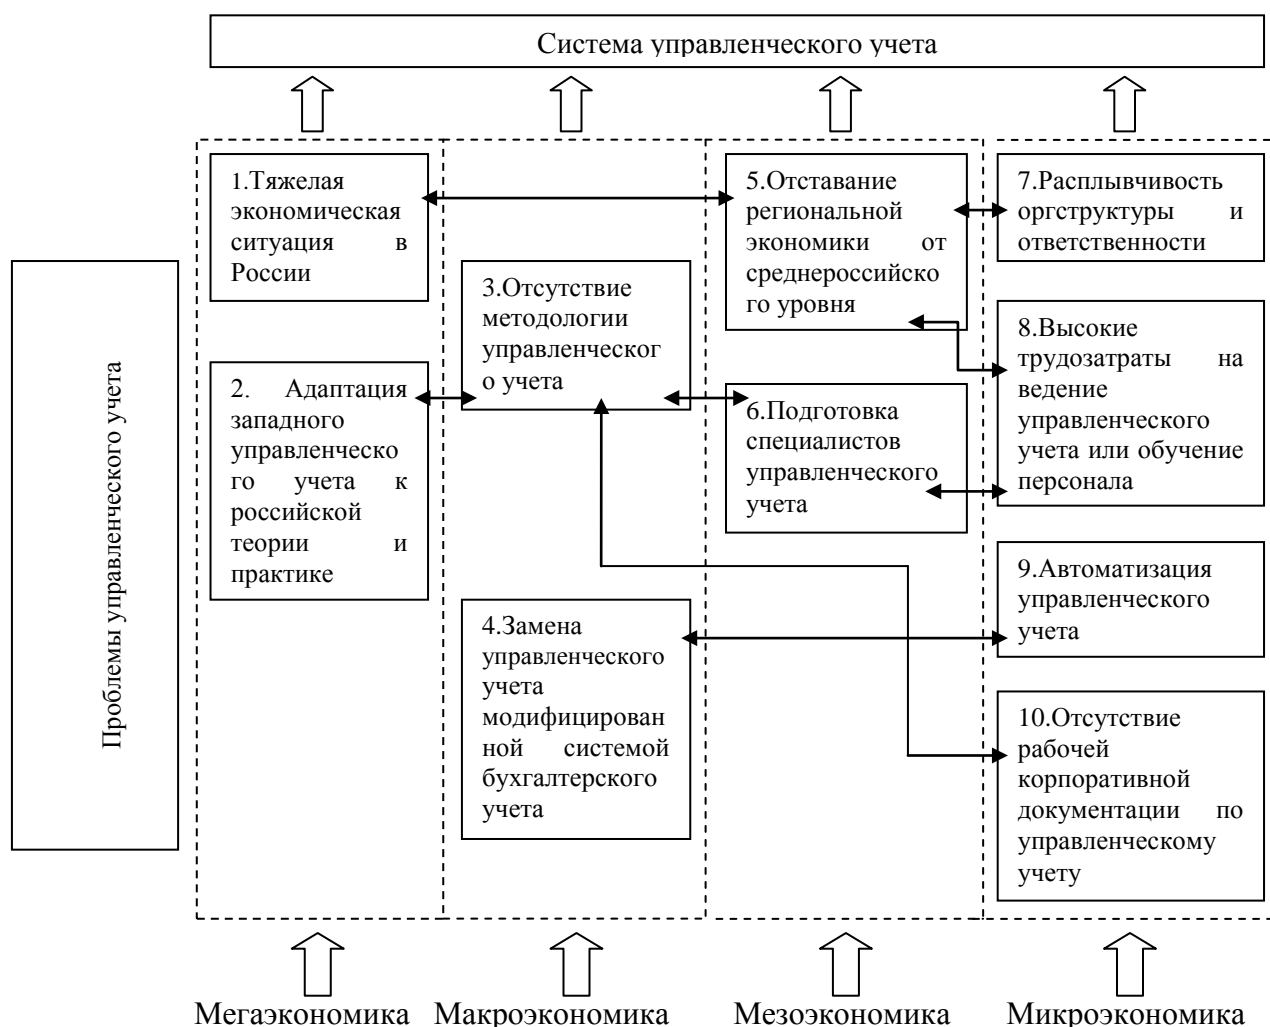 Система управленческого учета
Проблемы управленческого учета
1.Тяжелая
экономическая
ситуация в
России
2. Адаптация
западного
управленческо
го учета к
российской
теории и
практике
3.Отсутствие
методологии
управленческог
о учета
4.Замена
управленческого
учета
модифицирован
ной системой
бухгалтерского
учета
5.Отставание
региональной
экономики от
среднероссийско
го уровня
6.Подготовка
специалистов
управленческого
учета
7.Расплывчивость
оргструктуры и
ответственности
8.Высокие
трудозатраты на
ведение
управленческого
учета или обучение
персонала
9.Автоматизация
управленческого
учета
10.Отсутствие
рабочей
корпоративной
документации по
управленческому
учету
Мегаэкономика
Макроэкономика
Мезоэкономика
Микроэкономика